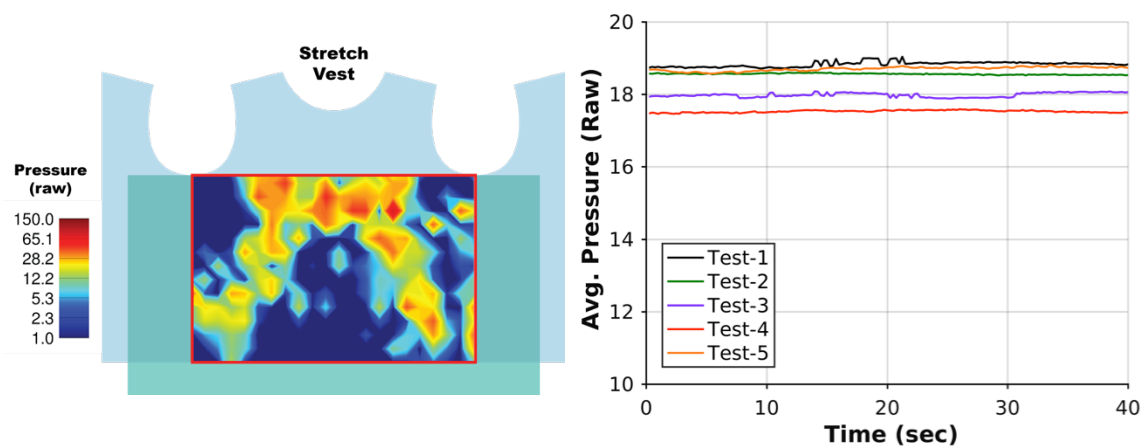 Stretch
Vest
Pressure
(raw)
150.0
65.1
28.2
12.2
5.3
2.3
1.0
Avg. Pressure (Raw)
20
18
16
14
12
10
Test-1
Test-2
Test-3
Test-4
Test-5
0 10 20 30 40
Time (sec)